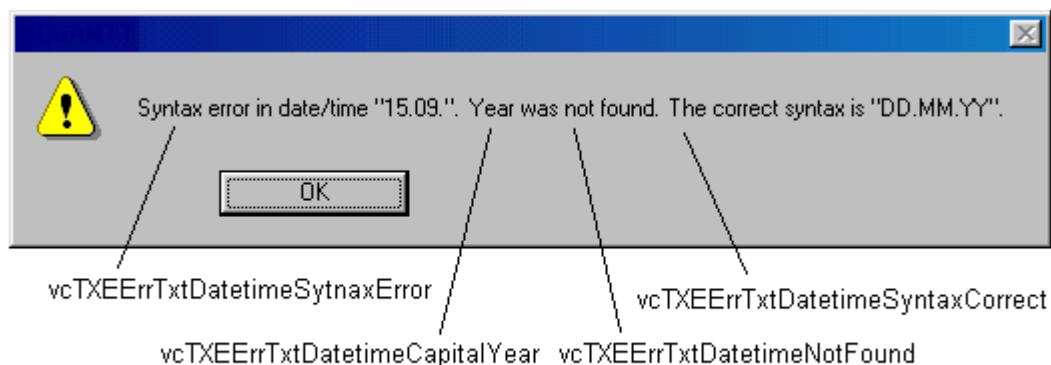 Syntax error in date/time "15.09.". Year was not found. The correct syntax is "DD.MM.YY".
OK
vcTXEErrTxtDatetimeSytnaxError
vcTXEErrTxtDatetimeSyntaxCorrect
vcTXEErrTxtDatetimeCapitalYear vcTXEErrTxtDatetimeNotFound